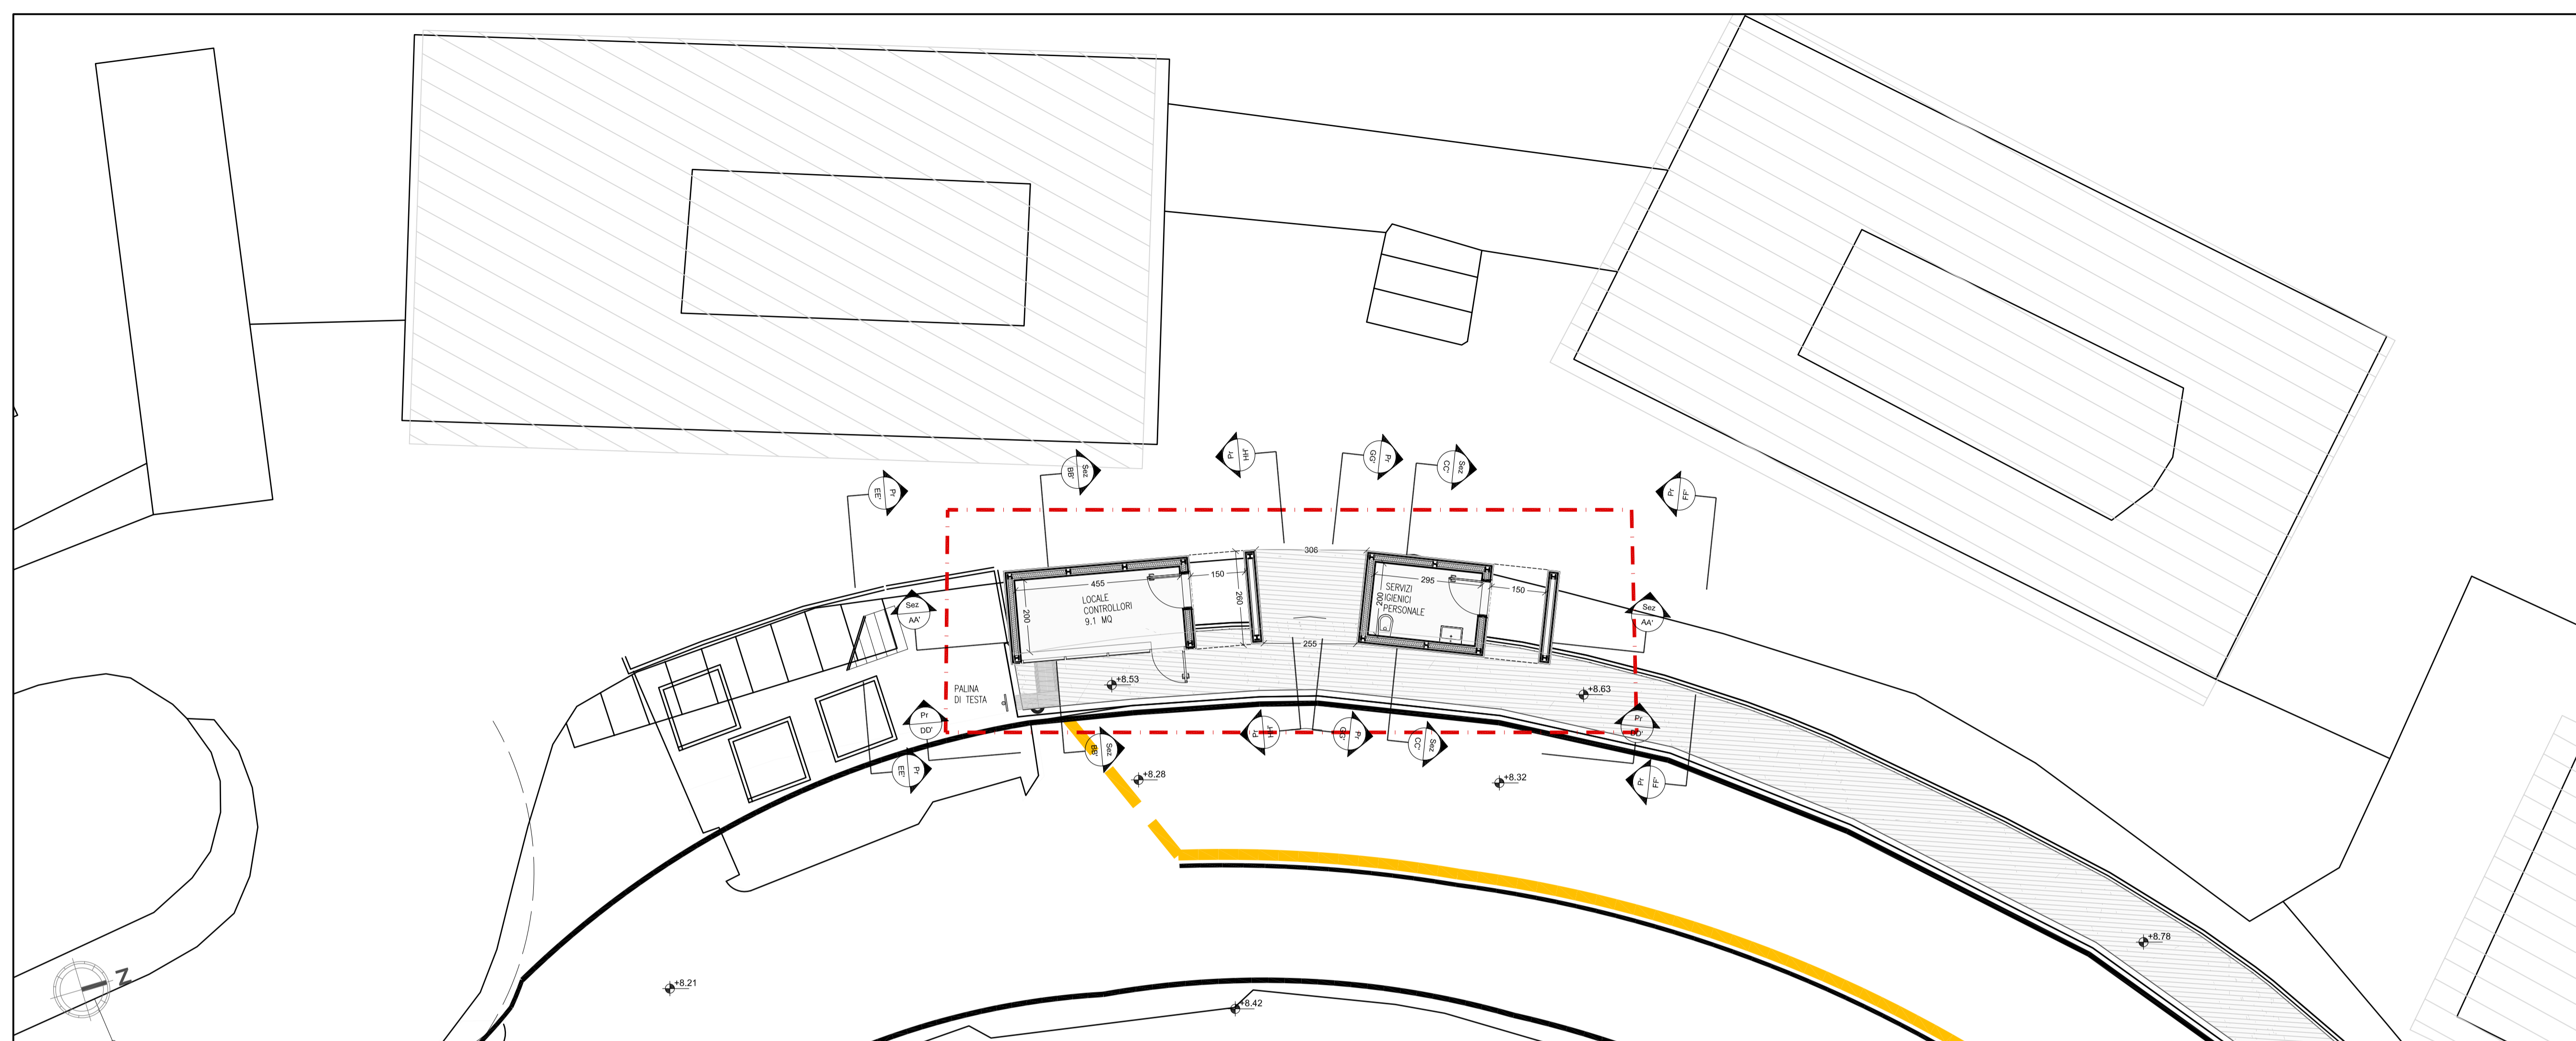 Pr
HH'
Pr
GG'
Sez
CC'
Sez
BB'
Pr
EE'
Pr
FF'
306
455
150
260
200
LOCALE
CONTROLLORI
9.1 MQ
295
150
200
SERVIZI
IGIENICI
PERSONALE
255
Sez
AA'
Sez
AA'
PALINA
DI TESTA
+8.53
+8.63
Pr
DD'
Pr
DD'
Pr
HH'
Pr
GG'
Sez
CC'
Sez
BB'
Pr
EE'
Pr
FF'
+8.28
+8.32
+8.78
+8.21
+8.42
N